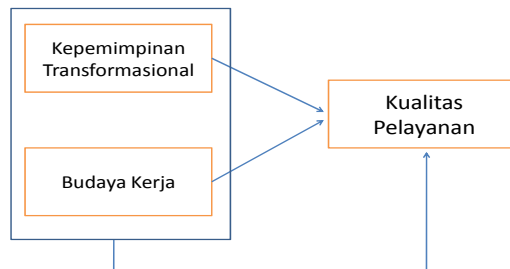 Kepemimpinan
Transformasional
Kualitas
Pelayanan
Budaya Kerja